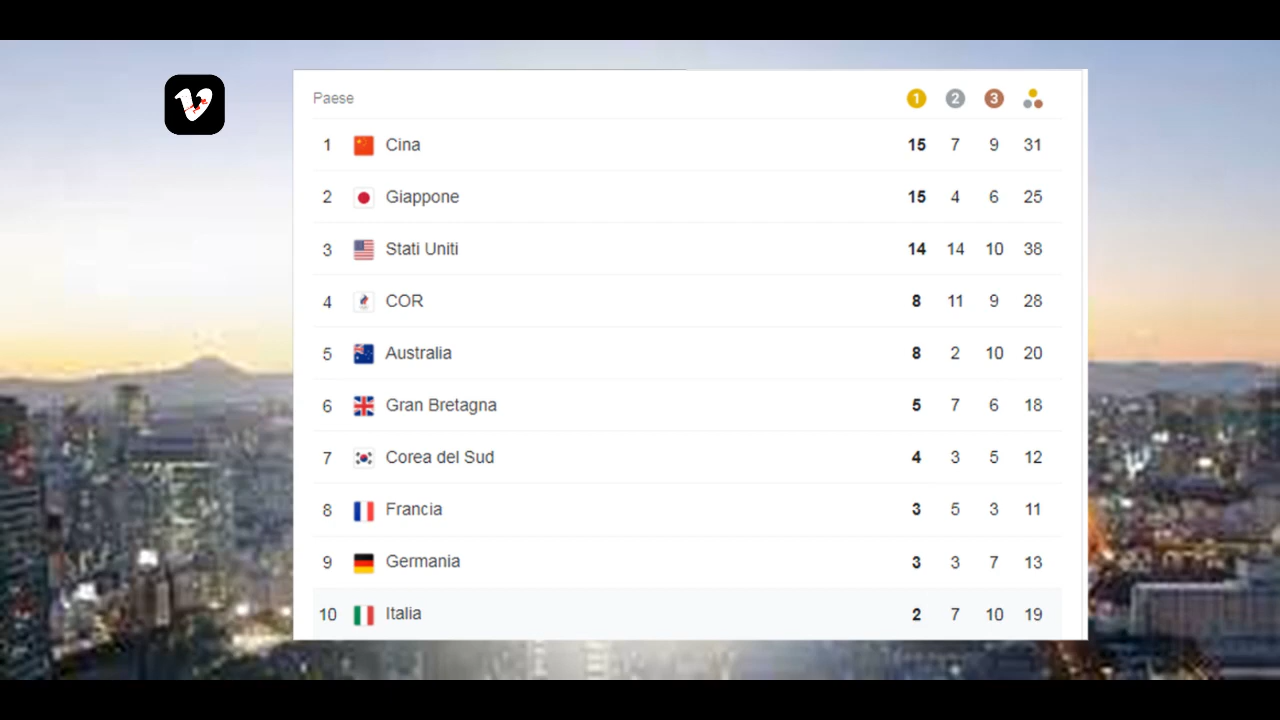 Paese 1 2 3
1 Cina 15 7 9 31
2 Giappone 15 4 6 25
3 Stati Uniti 14 14 10 38
4 COR 8 11 9 28
5 Australia 8 2 10 20
6 Gran Bretagna 5 7 6 18
7 Corea del Sud 4 3 5 12
8 Francia 3 5 3 11
9 Germania 3 3 7 13
10 Italia 2 7 10 19